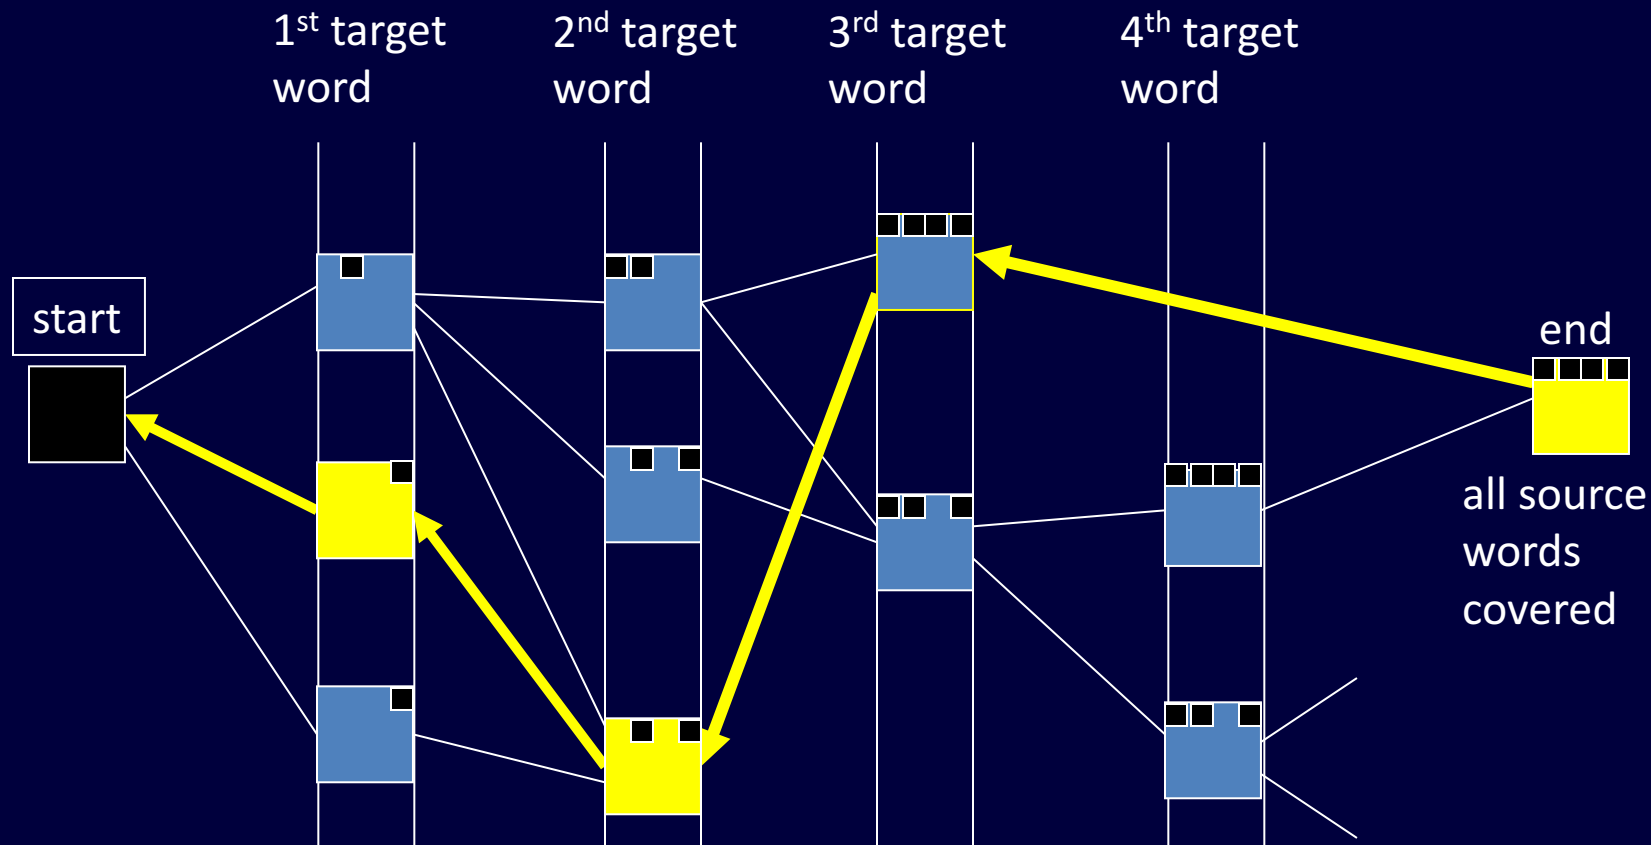 1st target
word
2nd target
word
3rd target
word
4th target
word
start
end
all source
words
covered